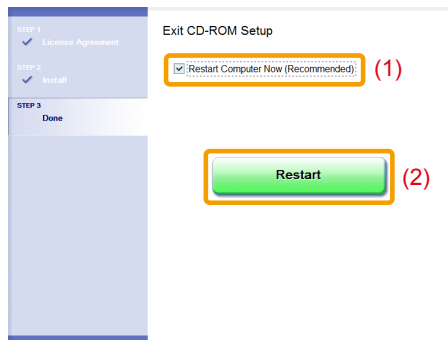 STEP 1
License Agreement
STEP 2
Install
STEP 3
Done
Exit CD-ROM Setup
Restart Computer Now (Recommended)
(1)
Restart
(2)